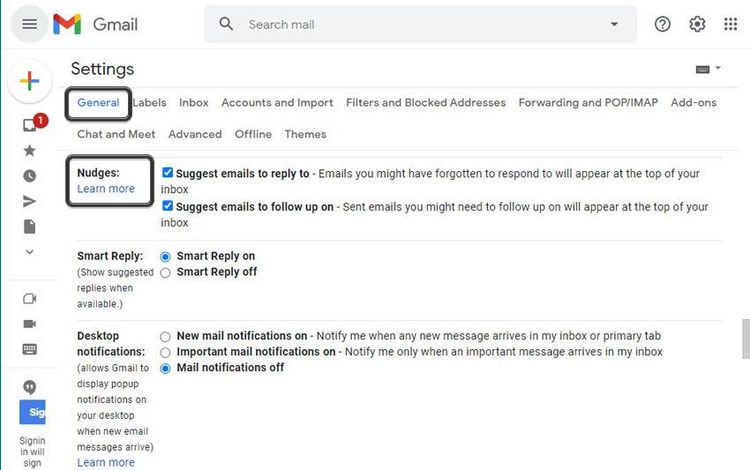 Gmail
Search mail
Settings
General Labels Inbox Accounts and Import Filters and Blocked Addresses Forwarding and POP/IMAP Add-ons
Chat and Meet Advanced Offline Themes
1
Nudges:
Learn more
Suggest emails to reply to - Emails you might have forgotten to respond to will appear at the top of your
inbox
Suggest emails to follow up on - Sent emails you might need to follow up on will appear at the top of your
inbox
Smart Reply:
(Show suggested
replies when
available.)
Smart Reply on
Smart Reply off
Desktop
notifications:
(allows Gmail to
display popup
notifications on
your desktop
when new email
messages arrive)
Learn more
New mail notifications on - Notify me when any new message arrives in my inbox or primary tab
Important mail notifications on - Notify me only when an important message arrives in my inbox
Mail notifications off
Sig
Signin
in will
sign